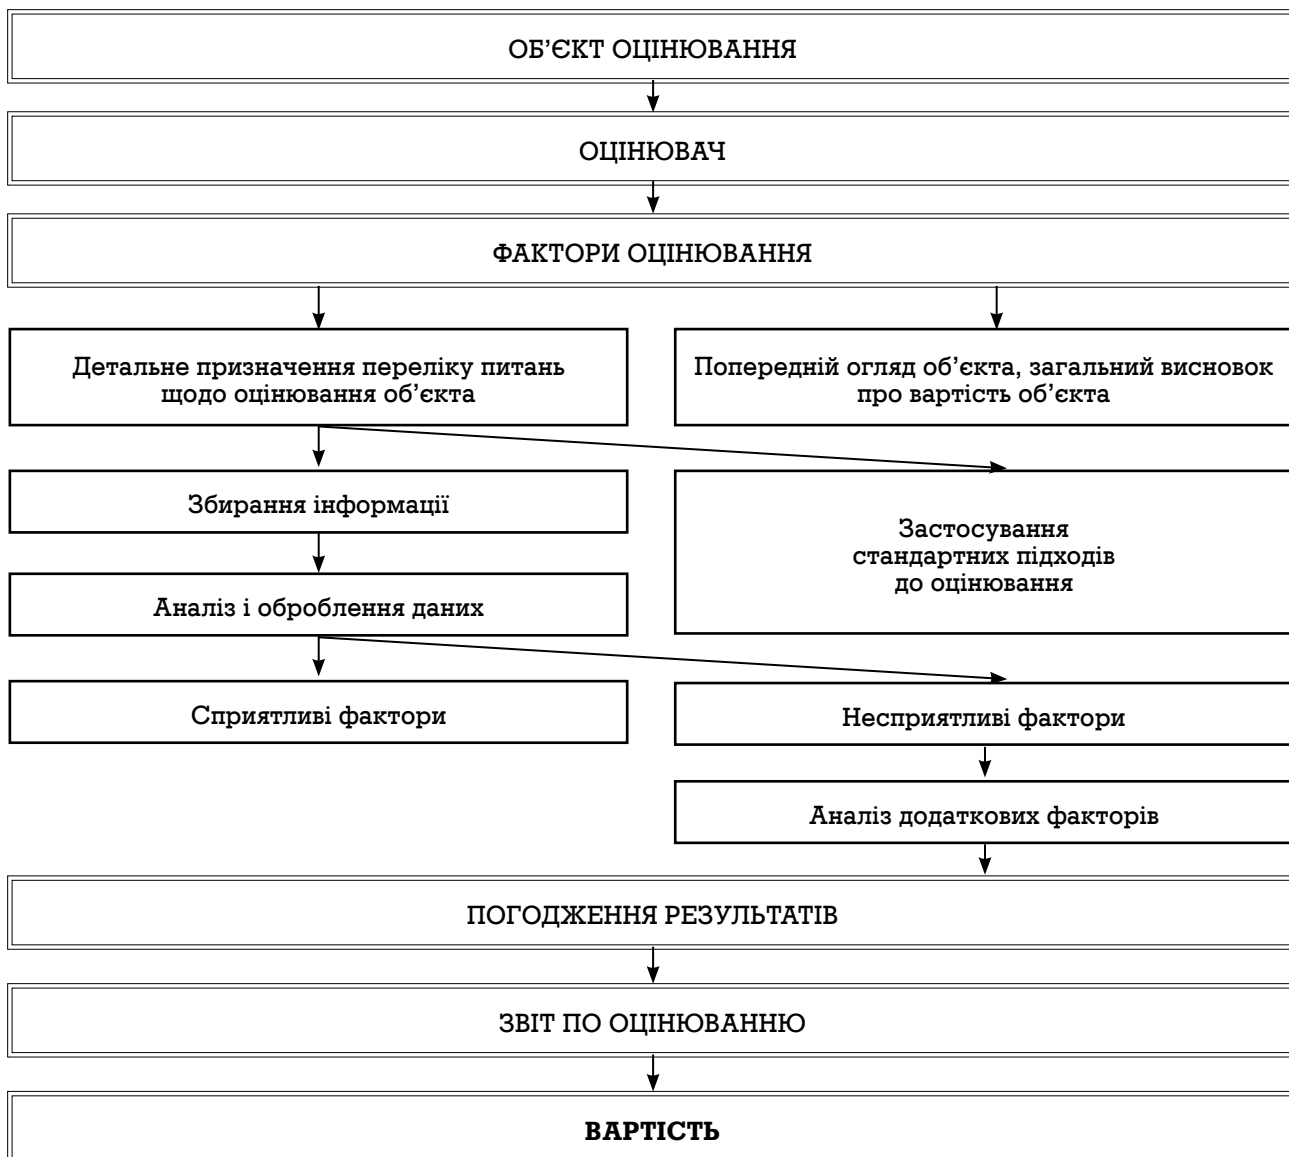 ОБ’ЄКТ ОЦІНЮВАННЯ
ОЦІНЮВАЧ
ФАКТОРИ ОЦІНЮВАННЯ
Детальне призначення переліку питань
щодо оцінювання об’єкта
Попередній огляд об’єкта, загальний висновок
про вартість об’єкта
Збирання інформації
Застосування
стандартних підходів
до оцінювання
Аналіз і оброблення даних
Сприятливі фактори
Несприятливі фактори
Аналіз додаткових факторів
ПОГОДЖЕННЯ РЕЗУЛЬТАТІВ
ЗВІТ ПО ОЦІНЮВАННЮ
ВАРТІСТЬ